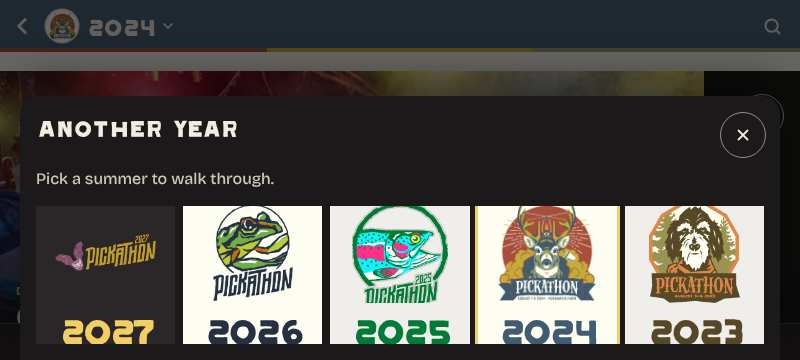 2024
ANOTHER YEAR
Pick a summer to walk through.
2027
PICKATHON
PICKATHON
2025
PICKATHON
PICKATHON
PICKATHON
2027
2026
2025
2024
2023